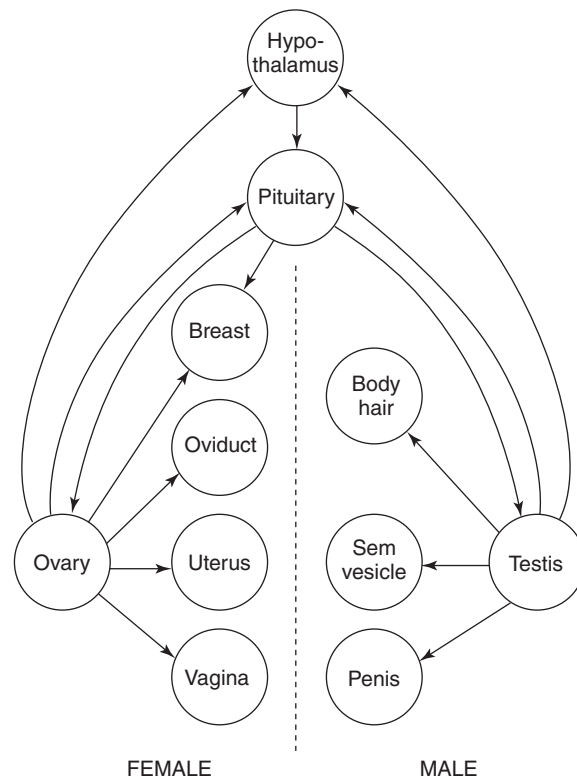 Hypo-
thalamus
Pituitary
Breast
Body
hair
Oviduct
Ovary
Uterus
Sem
vesicle
Testis
Vagina
Penis
FEMALE
MALE